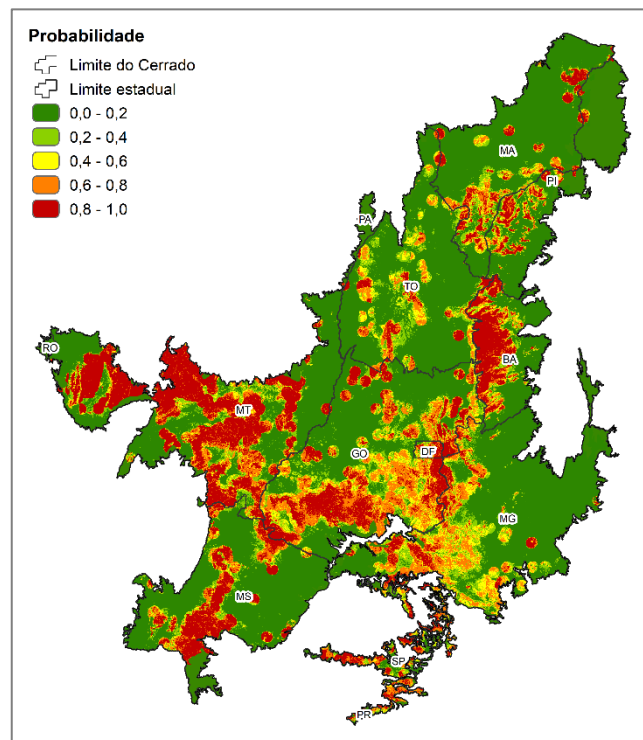 Probabilidade
Limite do Cerrado
Limite estadual
0,0 - 0,2
0,2 - 0,4
0,4 - 0,6
0,6 - 0,8
0,8 - 1,0
MA
PI
PA
TO
RO
BA
MT
GO
DF
MG
MS
SP
PR